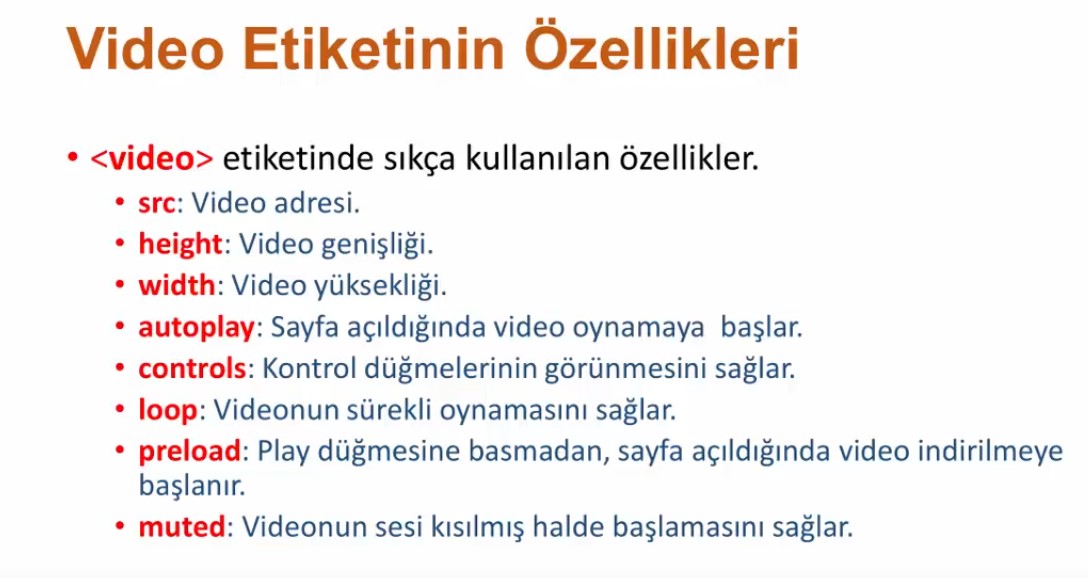 Video Etiketinin Özellikleri
• <video> etiketinde sıkça kullanılan özellikler.
• src: Video adresi.
• height: Video genişliği.
• width: Video yüksekliği.
• autoplay: Sayfa açıldığında video oynamaya  başlar.
• controls: Kontrol düğmelerinin görünmesini sağlar.
• loop: Videonun sürekli oynamasını sağlar.
• preload: Play düğmesine basmadan, sayfa açıldığında video indirilmeye
başlanır.
• muted: Videonun sesi kısılmış halde başlamasını sağlar.